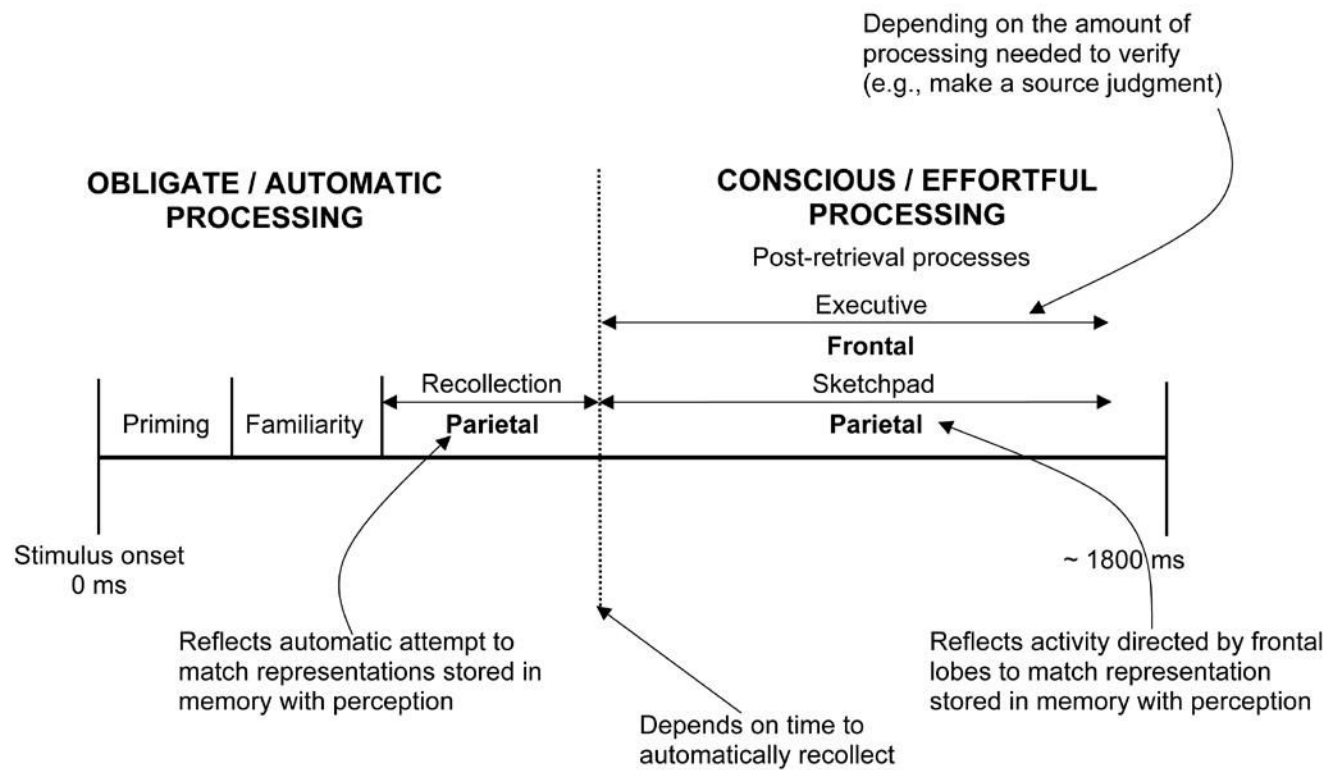 Depending on the amount of
processing needed to verify
(e.g., make a source judgment)
OBLIGATE / AUTOMATIC
PROCESSING
CONSCIOUS / EFFORTFUL
PROCESSING
Post-retrieval processes
Executive
Frontal
Recollection
Sketchpad
Priming
Familiarity
Parietal
Parietal
Stimulus onset
0 ms
~ 1800 ms
Reflects automatic attempt to
match representations stored in
memory with perception
Depends on time to
automatically recollect
Reflects activity directed by frontal
lobes to match representation
stored in memory with perception